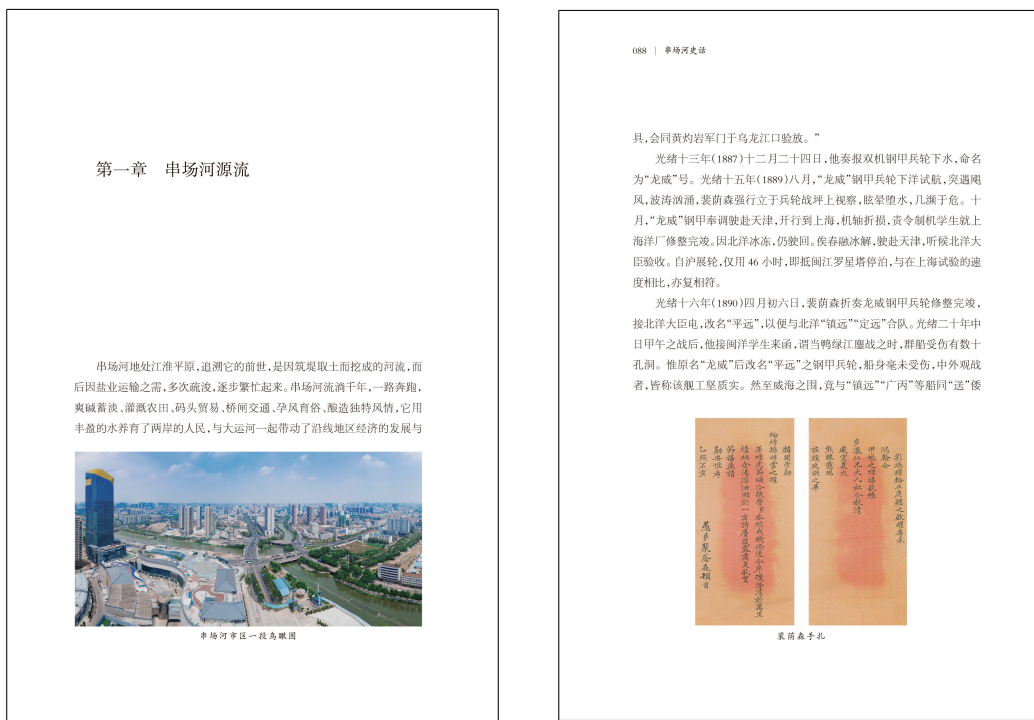 第一章 串场河源流
串场河地处江淮平原,追溯它的前世,是因筑堤取土而挖成的河流,而
后因盐业运输之需,多次疏浚,逐步繁忙起来。串场河流淌千年,一路奔跑,
爽碱蓄淡、灌溉农田、码头贸易、桥闸交通、孕风育俗、酿造独特风情,它用
丰盈的水养育了两岸的人民,与大运河一起带动了沿线地区经济的发展与
串场河市区一段鸟瞰图
088 | 串场河史话
具,会同黄灼岩军门于乌龙江口验放。”
光绪十三年(1887)十二月二十四日,他奏报双机钢甲兵轮下水,命名
为“龙威”号。光绪十五年(1889)八月,“龙威”钢甲兵轮下洋试航,突遇飓
风,波涛汹涌,裴荫森强行立于兵轮战坪上视察,眩晕堕水,几濒于危。十
月,“龙威”钢甲奉调驶赴天津,开行到上海,机轴折损,责令制机学生就上
海洋厂修整完竣。因北洋冰冻,仍驶回。俟春融冰解,驶赴天津,听候北洋大
臣验收。自沪展轮,仅用 46 小时,即抵闽江罗星塔停泊,与在上海试验的速
度相比,亦复相符。
光绪十六年(1890)四月初六日,裴荫森折奏龙威钢甲兵轮修整完竣,
接北洋大臣电,改名“平远”,以便与北洋“镇远”“定远”合队。光绪二十年中
日甲午之战后,他接闽洋学生来函,谓当鸭绿江鏖战之时,群船受伤有数十
孔洞。惟原名“龙威”后改名“平远”之钢甲兵轮,船身毫未受伤,中外观战
者,皆称该舰工坚质实。然至威海之围,竟与“镇远”“广丙”等船同“送”倭
裴荫森手札